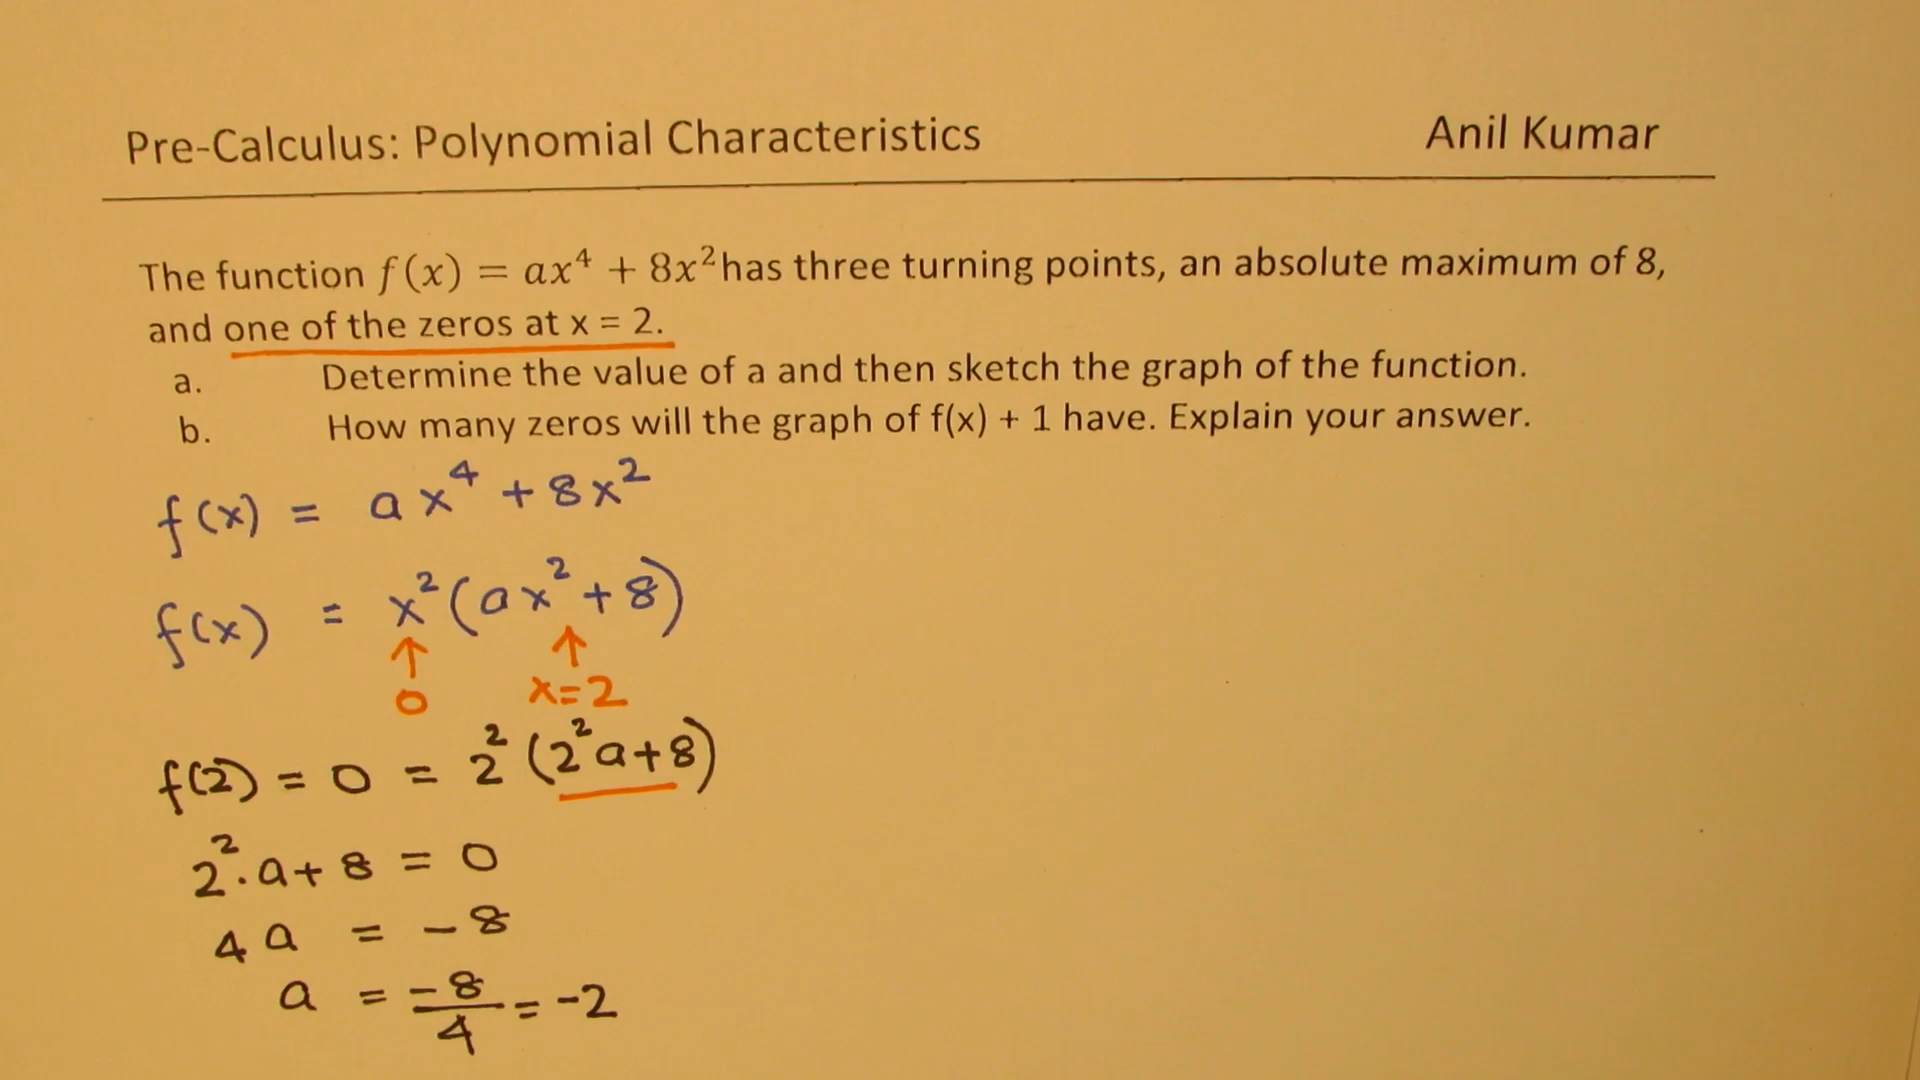 Pre-Calculus: Polynomial Characteristics Anil Kumar
The function f(x) = ax⁴ + 8x² has three turning points, an absolute maximum of 8,
and one of the zeros at x = 2.
a. Determine the value of a and then sketch the graph of the function.
b. How many zeros will the graph of f(x) + 1 have. Explain your answer.
f(x) = ax⁴ + 8x²
f(x) = x²(ax² + 8)
↑ ↑
0 x=2
f(2) = 0 = 2²(2²a+8)
2²·a+8 = 0
4a = -8
a = -8/4 = -2